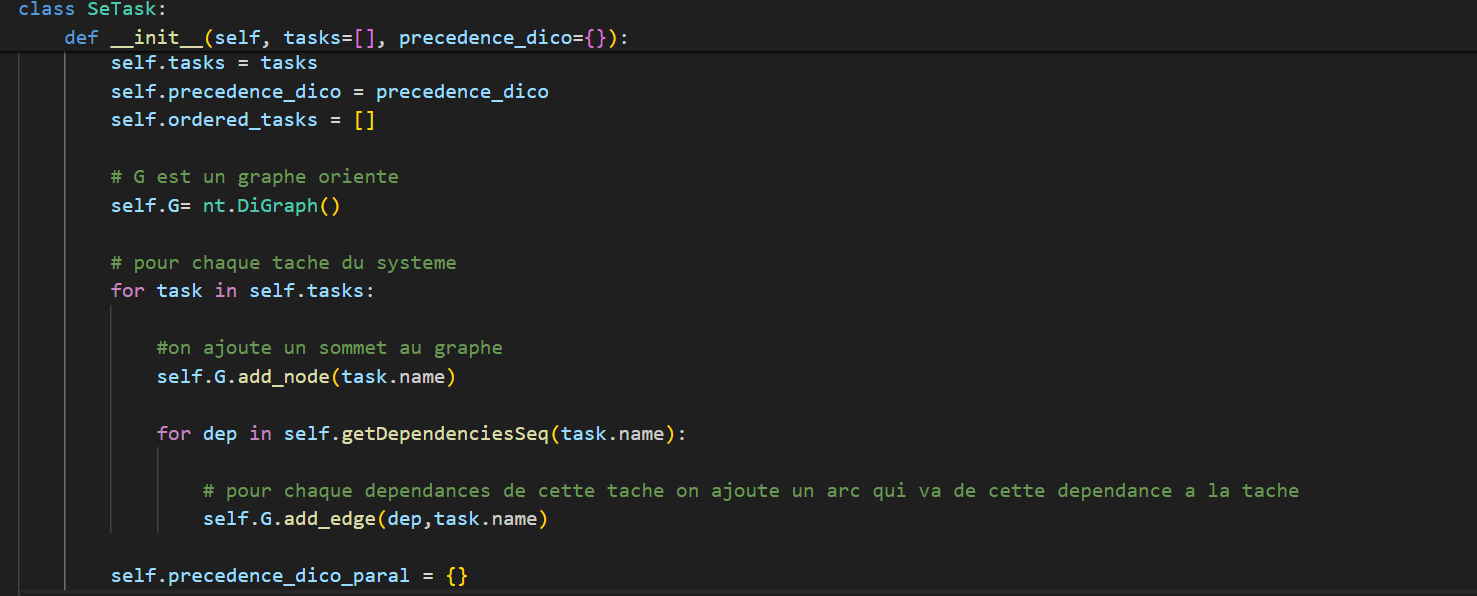 class SeTask:
def __init__(self, tasks=[], precedence_dico={}):
self.tasks = tasks
self.precedence_dico = precedence_dico
self.ordered_tasks = []
# G est un graphe oriente
self.G= nt.DiGraph()
# pour chaque tache du systeme
for task in self.tasks:
#on ajoute un sommet au graphe
self.G.add_node(task.name)
for dep in self.getDependenciesSeq(task.name):
# pour chaque dependances de cette tache on ajoute un arc qui va de cette dependance a la tache
self.G.add_edge(dep,task.name)
self.precedence_dico_paral = {}